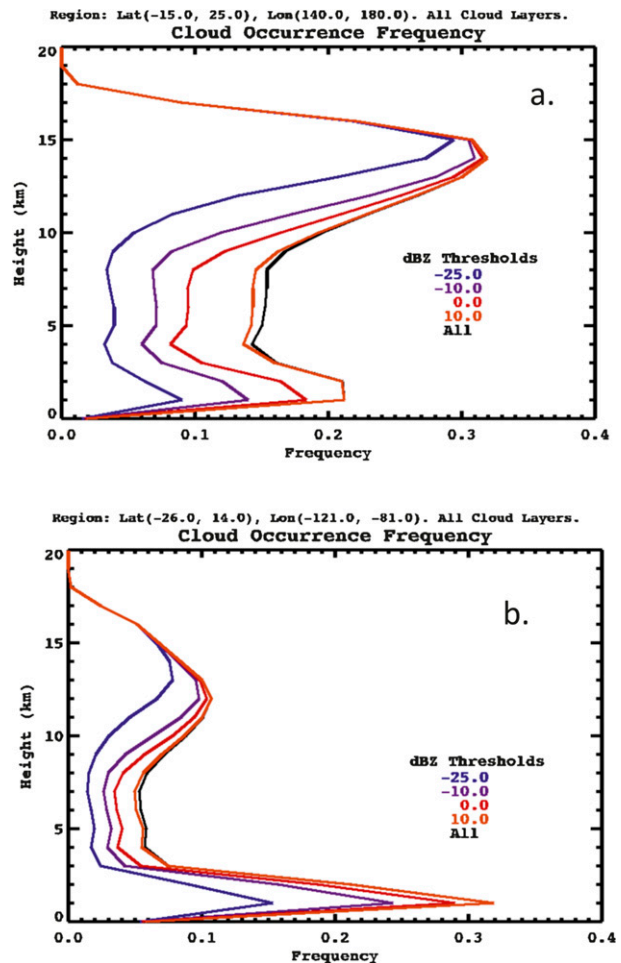 Region: Lat(-15.0, 25.0), Lon(140.0, 180.0). All Cloud Layers.
Cloud Occurrence Frequency
a.
20
15
10
5
0
Height (km)
dBZ Thresholds
-25.0
-10.0
0.0
10.0
All
0.0 0.1 0.2 0.3 0.4
Frequency
Region: Lat(-26.0, 14.0), Lon(-121.0, -81.0). All Cloud Layers.
Cloud Occurrence Frequency
b.
20
15
10
5
0
Height (km)
dBZ Thresholds
-25.0
-10.0
0.0
10.0
All
0.0 0.1 0.2 0.3 0.4
Frequency